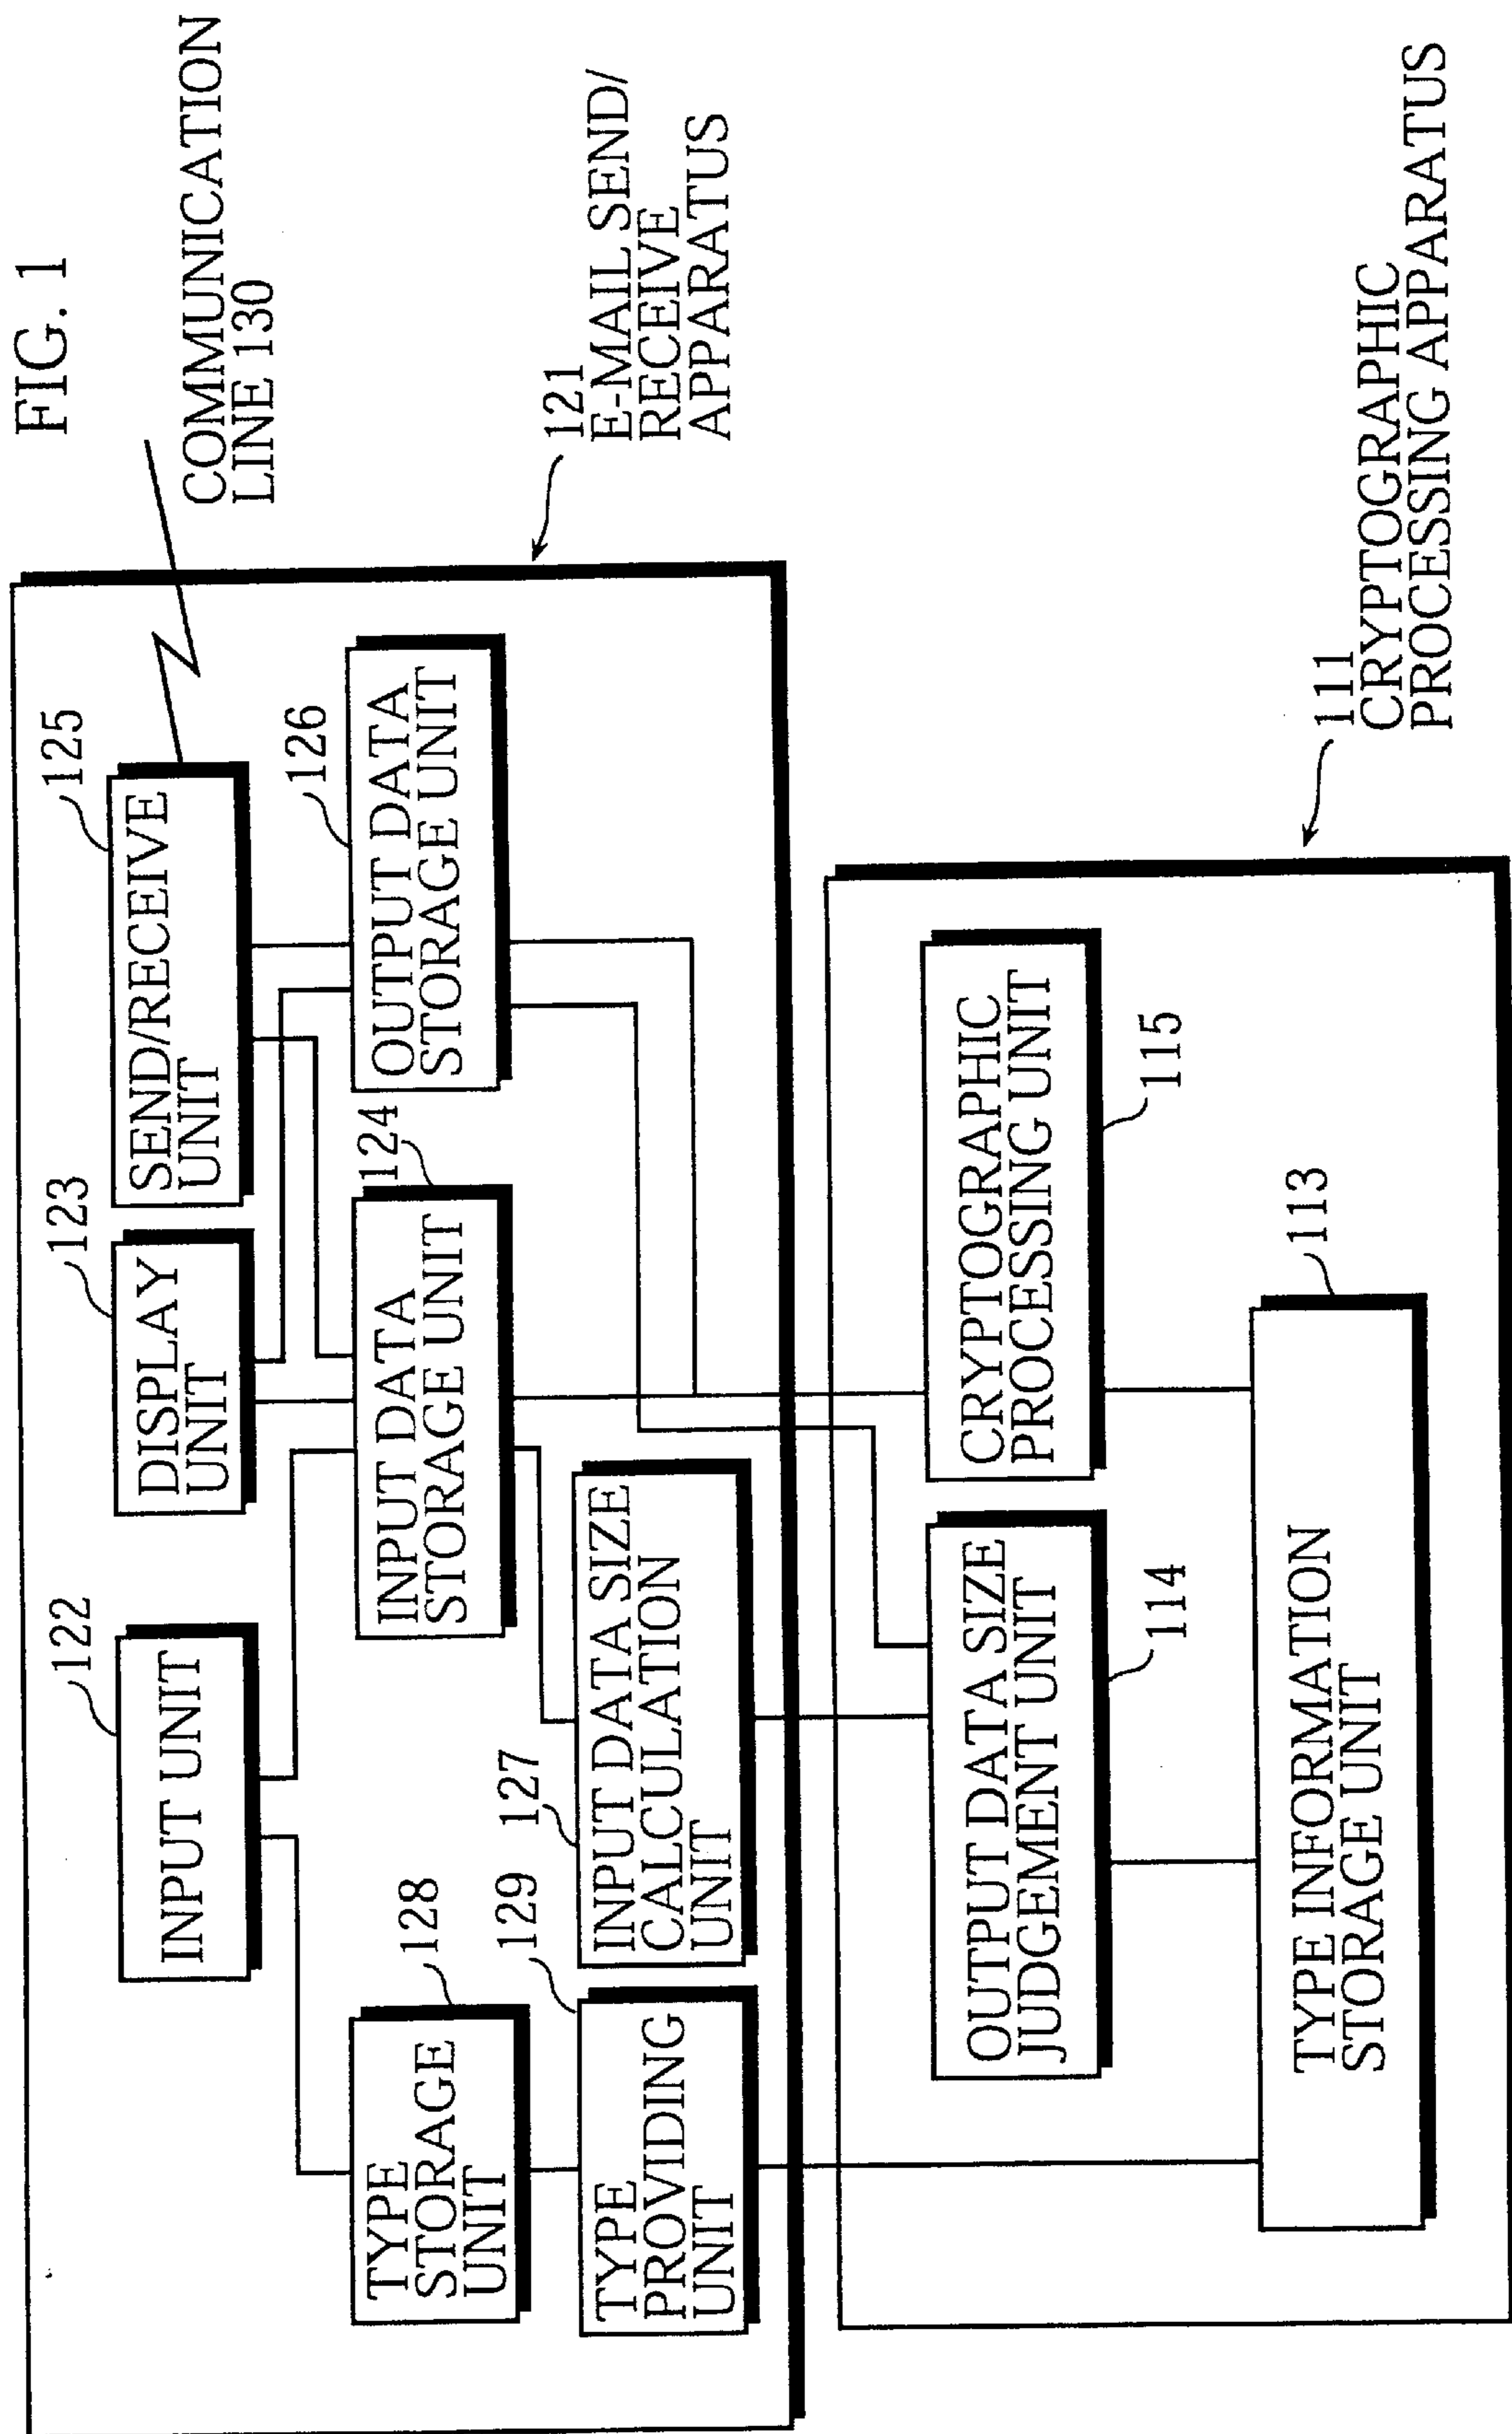 FIG. 1
COMMUNICATION
LINE 130
121
E-MAIL SEND/
RECEIVE
APPARATUS
122
INPUT UNIT
123
DISPLAY
UNIT
125
SEND/RECEIVE
UNIT
128
TYPE
STORAGE
UNIT
124
INPUT DATA
STORAGE UNIT
126
OUTPUT DATA
STORAGE UNIT
129
TYPE
PROVIDING
UNIT
127
INPUT DATA SIZE
CALCULATION
UNIT
111
CRYPTOGRAPHIC
PROCESSING APPARATUS
OUTPUT DATA SIZE
JUDGEMENT UNIT
114
CRYPTOGRAPHIC
PROCESSING UNIT
115
TYPE INFORMATION
STORAGE UNIT
113